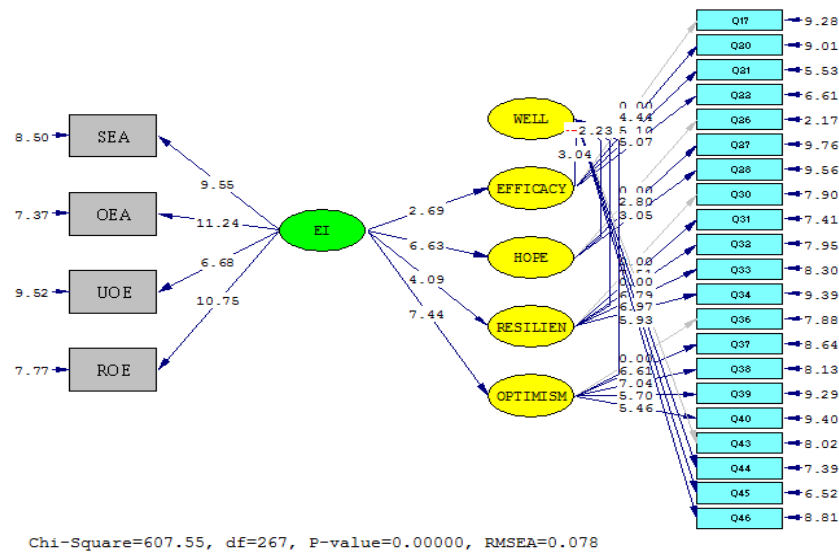 Q17 9.28
Q20 9.01
Q21 5.53
Q22 6.61
Q26 2.17
Q27 9.76
Q28 9.56
Q30 7.90
Q31 7.41
Q32 7.95
Q33 8.30
Q34 9.39
Q36 7.88
Q37 8.64
Q38 8.13
Q39 9.29
Q40 9.40
Q43 8.02
Q44 7.39
Q45 6.52
Q46 8.81
8.50 SEA
7.37 OEA
9.52 UOE
7.77 ROE
9.55
11.24
6.68
10.75
EI
2.69
6.63
4.09
7.44
WELL
EFFICACY
HOPE
RESILIEN
OPTIMISM
--2.23
3.04
0.00
4.44
5.10
5.07
0.00
2.80
3.05
0.00
6.79
6.97
5.93
0.00
6.61
7.04
5.70
5.46
Chi-Square=607.55, df=267, P-value=0.00000, RMSEA=0.078